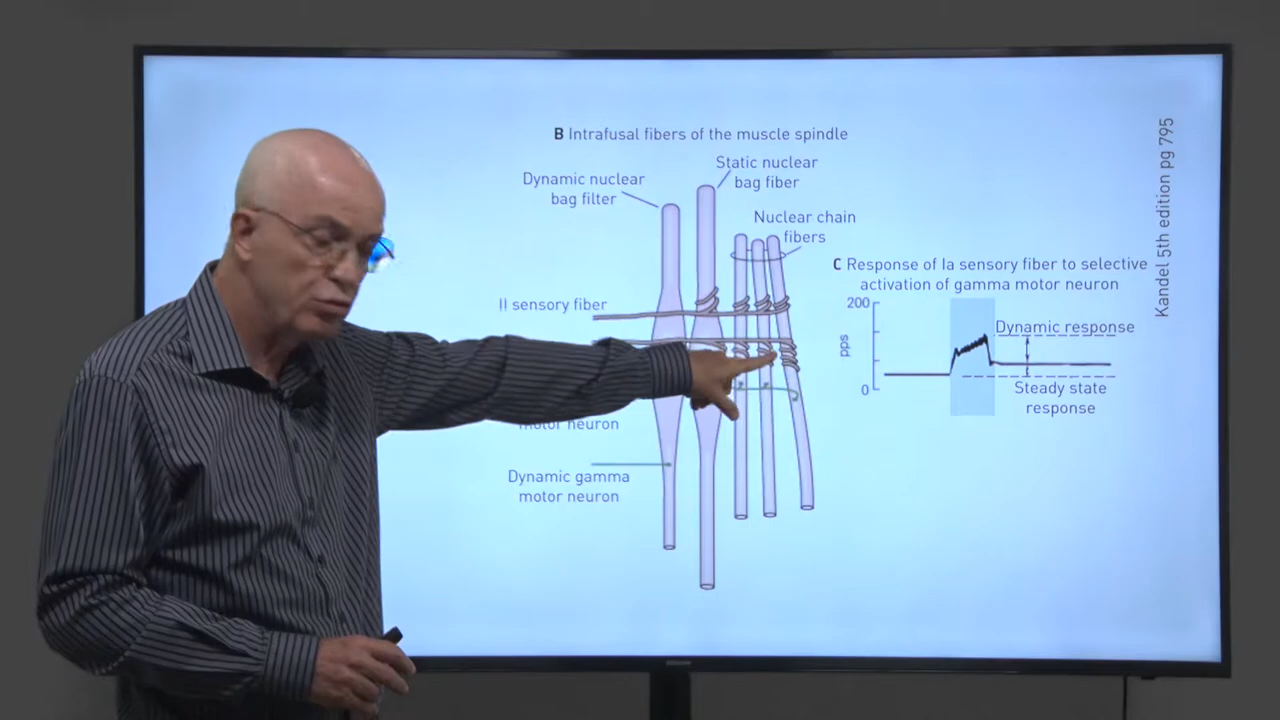 B Intrafusal fibers of the muscle spindle
Static nuclear
bag fiber
Dynamic nuclear
bag filter
Nuclear chain
fibers
II sensory fiber
motor neuron
Dynamic gamma
motor neuron
C Response of Ia sensory fiber to selective
activation of gamma motor neuron
200
pps
0
Dynamic response
Steady state
response
Kandel 5th edition pg 795